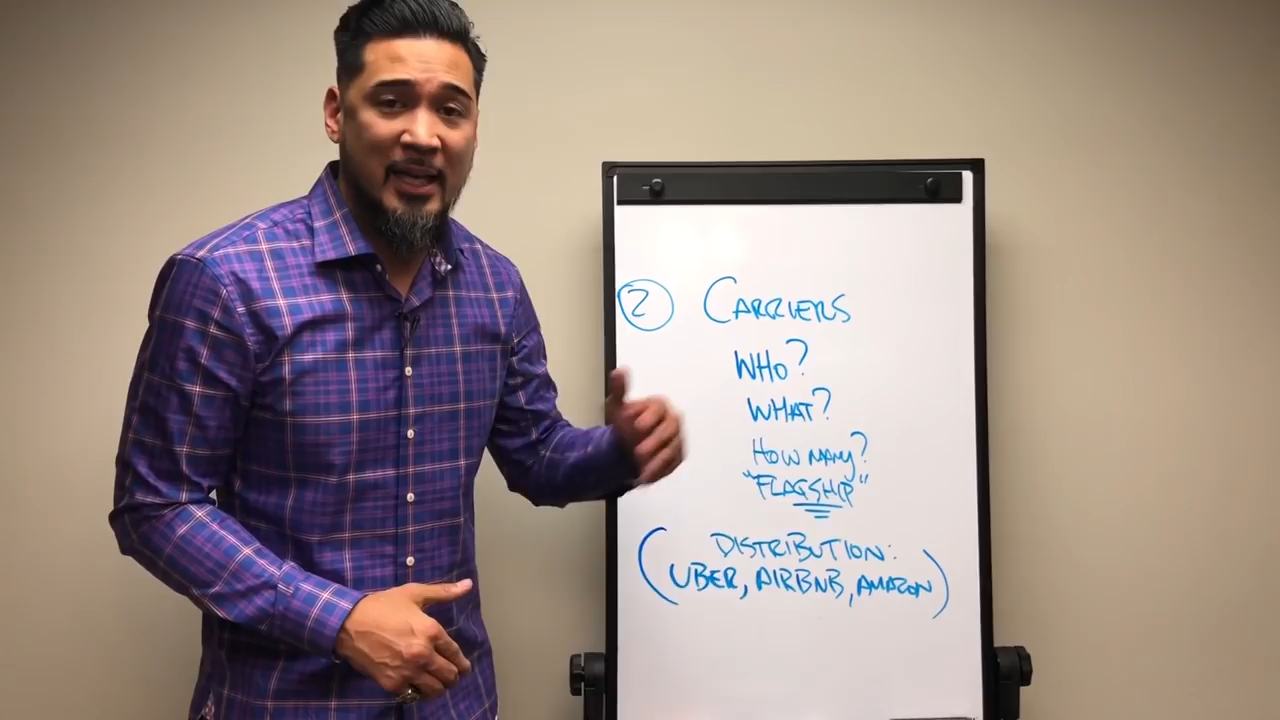 2 CARRIERS
WHO?
WHAT?
HOW MANY?
"FLAGSHIP"
(DISTRIBUTION:
UBER, AIRBNB, AMAZON)